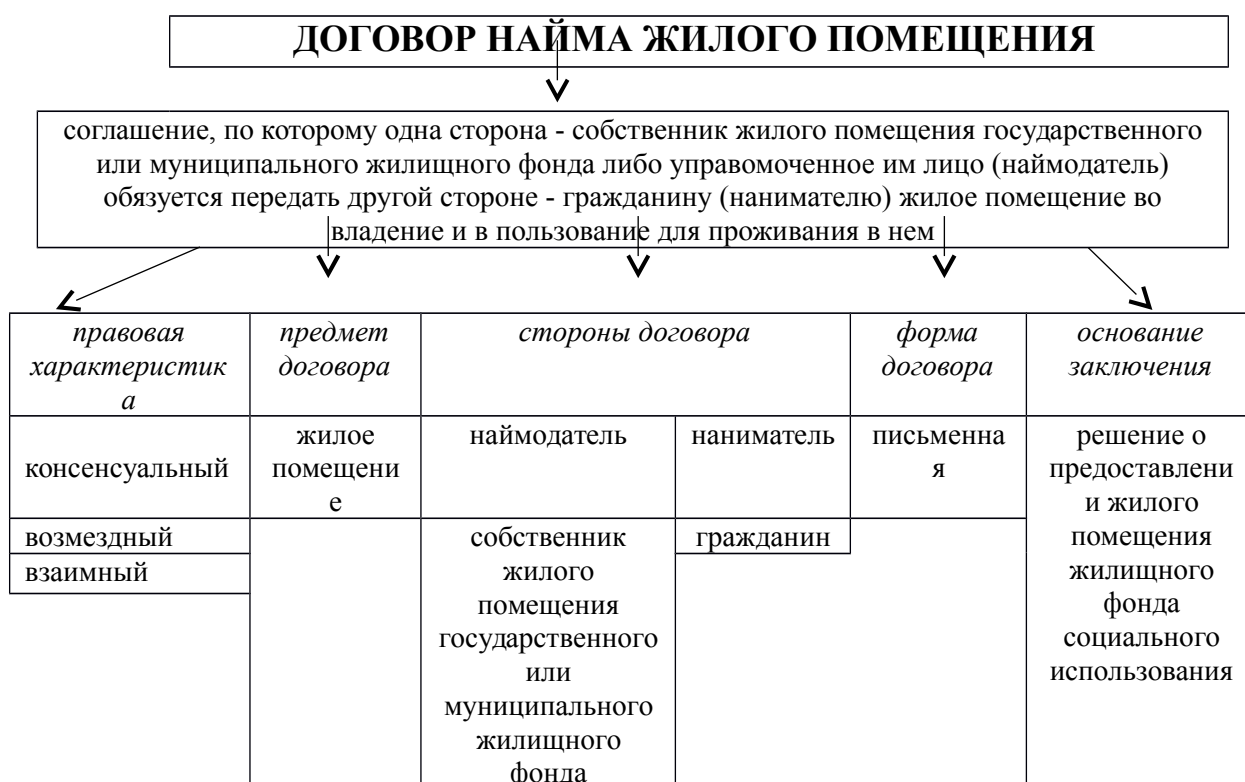 ДОГОВОР НАЙМА ЖИЛОГО ПОМЕЩЕНИЯ
соглашение, по которому одна сторона - собственник жилого помещения государственного
или муниципального жилищного фонда либо управомоченное им лицо (наймодатель)
обязуется передать другой стороне - гражданину (нанимателю) жилое помещение во
владение и в пользование для проживания в нем
правовая
характеристик
а
предмет
договора
стороны договора
форма
договора
основание
заключения
консенсуальный
жилое
помещени
е
наймодатель
наниматель
письменна
я
решение о
предоставлени
и жилого
помещения
жилищного
фонда
социального
использования
возмездный
взаимный
собственник
жилого
помещения
государственного
или
муниципального
жилищного
фонда
гражданин